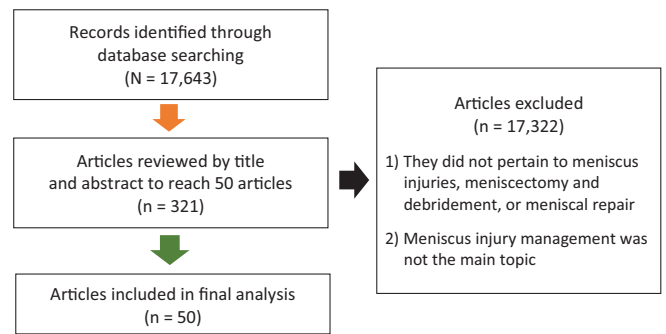 Records identified through
database searching
(N = 17,643)
Articles reviewed by title
and abstract to reach 50 articles
(n = 321)
Articles excluded
(n = 17,322)
1) They did not pertain to meniscus
injuries, meniscectomy and
debridement, or meniscal repair
2) Meniscus injury management was
not the main topic
Articles included in final analysis
(n = 50)